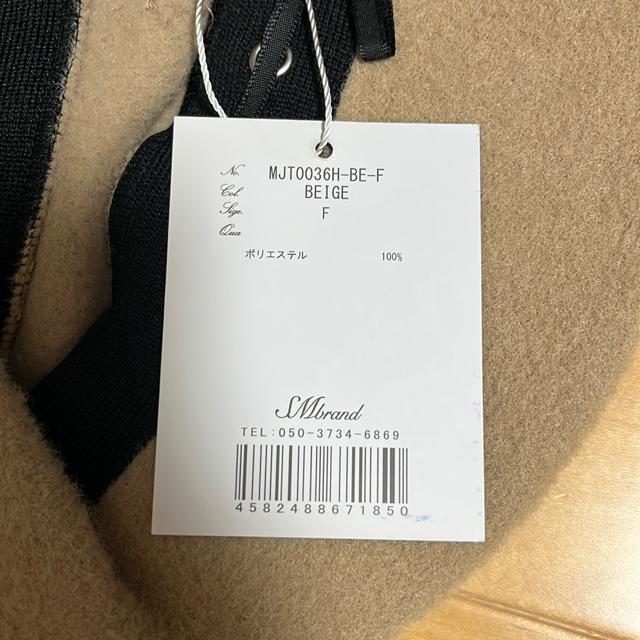 No. MJT0036H-BE-F
Col. BEIGE
Sige. F
Qua
ポリエステル 100%
SMbrand
TEL:050-3734-6869
4582488671850